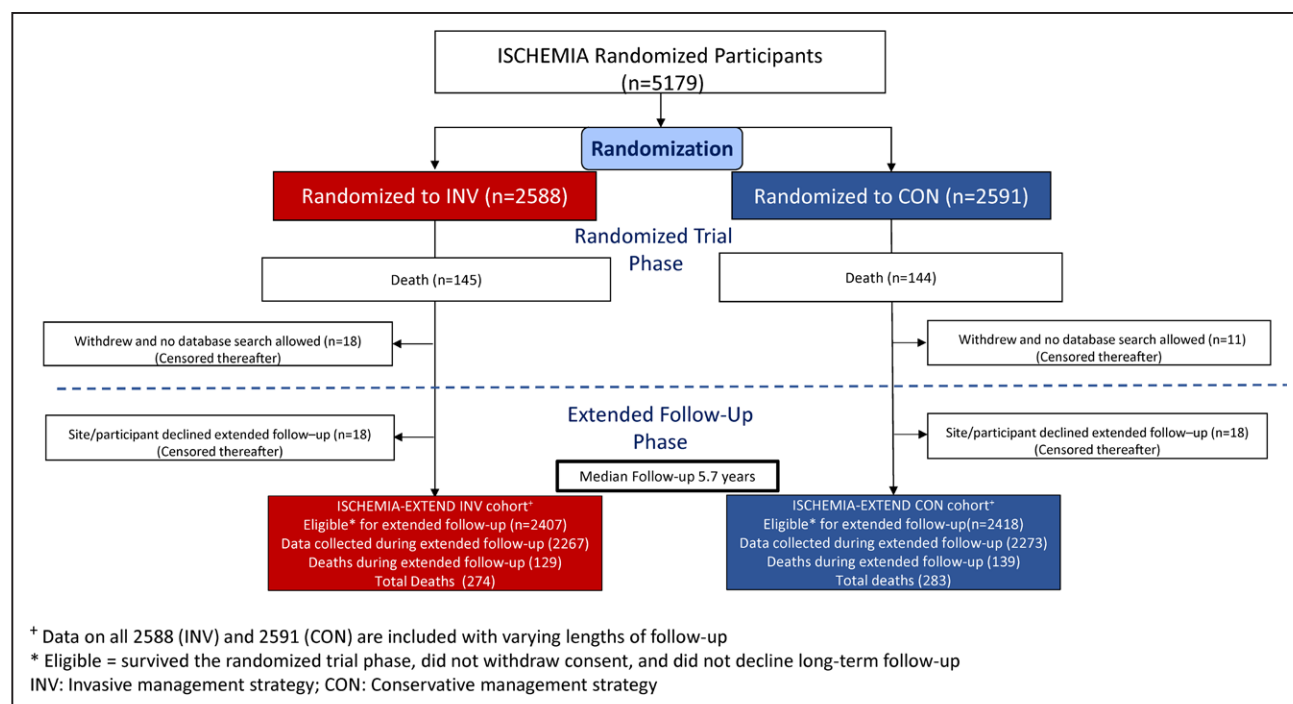 ISCHEMIA Randomized Participants
(n=5179)
Randomization
Randomized to INV (n=2588)
Randomized to CON (n=2591)
Randomized Trial
Phase
Death (n=145)
Death (n=144)
Withdrew and no database search allowed (n=18)
(Censored thereafter)
Withdrew and no database search allowed (n=11)
(Censored thereafter)
Extended Follow-Up
Phase
Site/participant declined extended follow–up (n=18)
(Censored thereafter)
Site/participant declined extended follow–up (n=18)
(Censored thereafter)
Median Follow-up 5.7 years
ISCHEMIA-EXTEND INV cohort⁺
Eligible* for extended follow-up (n=2407)
Data collected during extended follow-up (2267)
Deaths during extended follow-up (129)
Total Deaths (274)
ISCHEMIA-EXTEND CON cohort⁺
Eligible* for extended follow-up(n=2418)
Data collected during extended follow-up (2273)
Deaths during extended follow-up (139)
Total deaths (283)
⁺ Data on all 2588 (INV) and 2591 (CON) are included with varying lengths of follow-up
* Eligible = survived the randomized trial phase, did not withdraw consent, and did not decline long-term follow-up
INV: Invasive management strategy; CON: Conservative management strategy